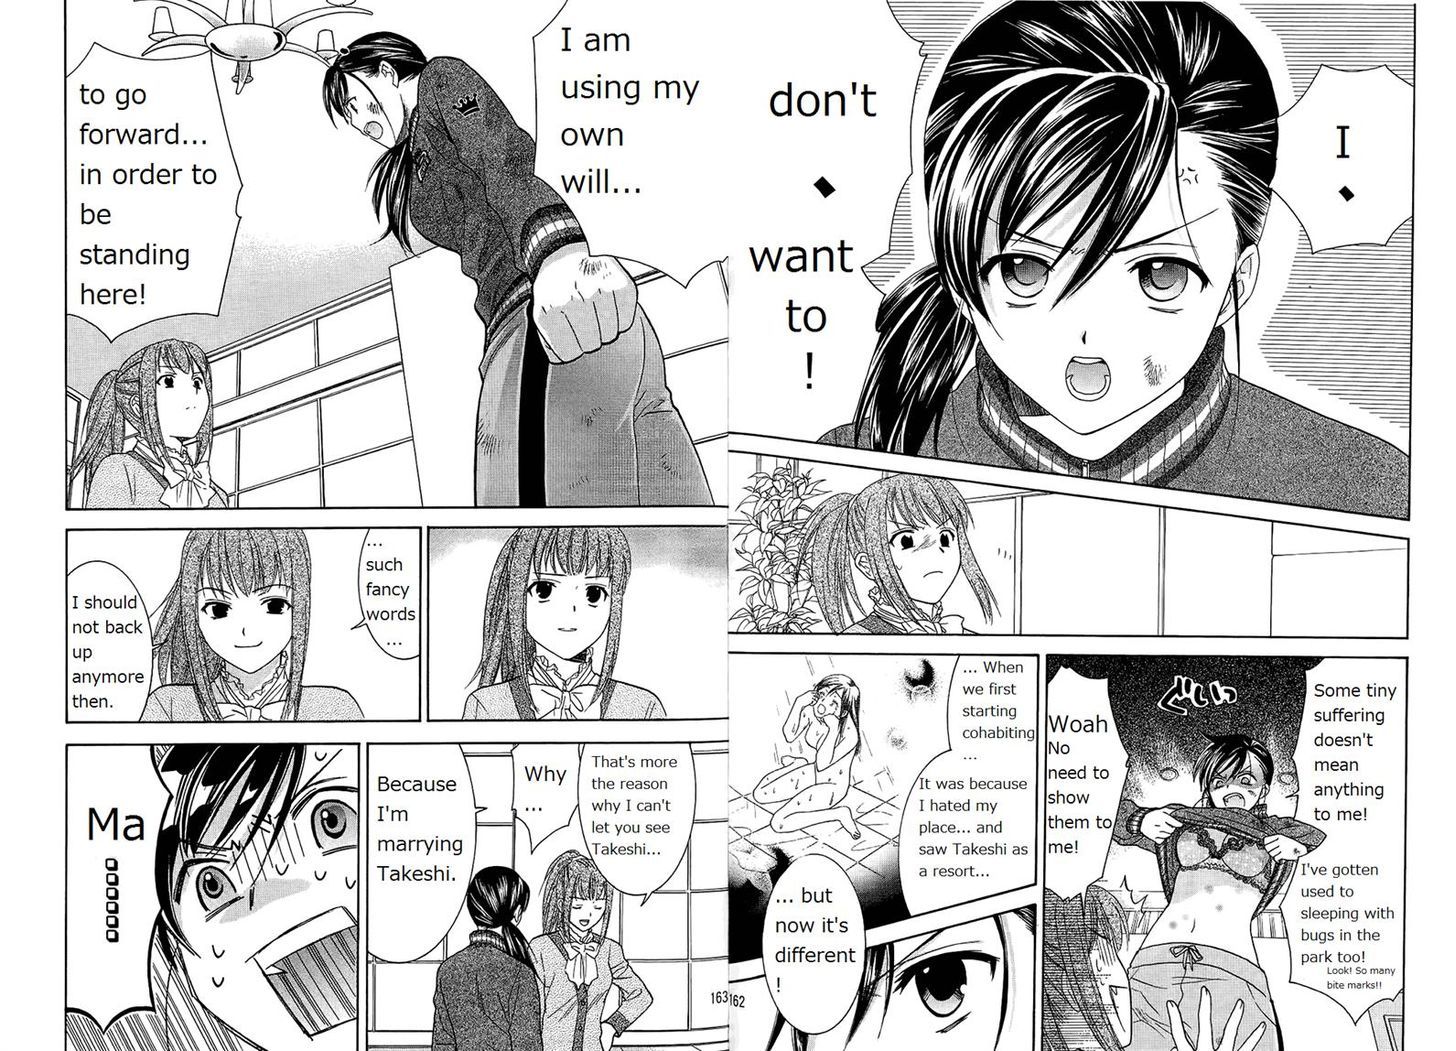 I
◆
don't
◆
want
to
!
Some tiny
suffering
doesn't
mean
anything
to me!
I've gotten
used to
sleeping with
bugs in the
park too!
Look! So many
bite marks!!
ぐいっ
Woah
No
need to
show
them to
me!
... When
we first
starting
cohabiting
...
It was because
I hated my
place... and
saw Takeshi as
a resort...
... but
now it's
different
!
162
I am
using my
own
will...
to go
forward...
in order to
be
standing
here!
...
such
fancy
words
...
I should
not back
up
anymore
then.
That's more
the reason
why I can't
let you see
Takeshi...
Why
...
Because
I'm
marrying
Takeshi.
Ma
163